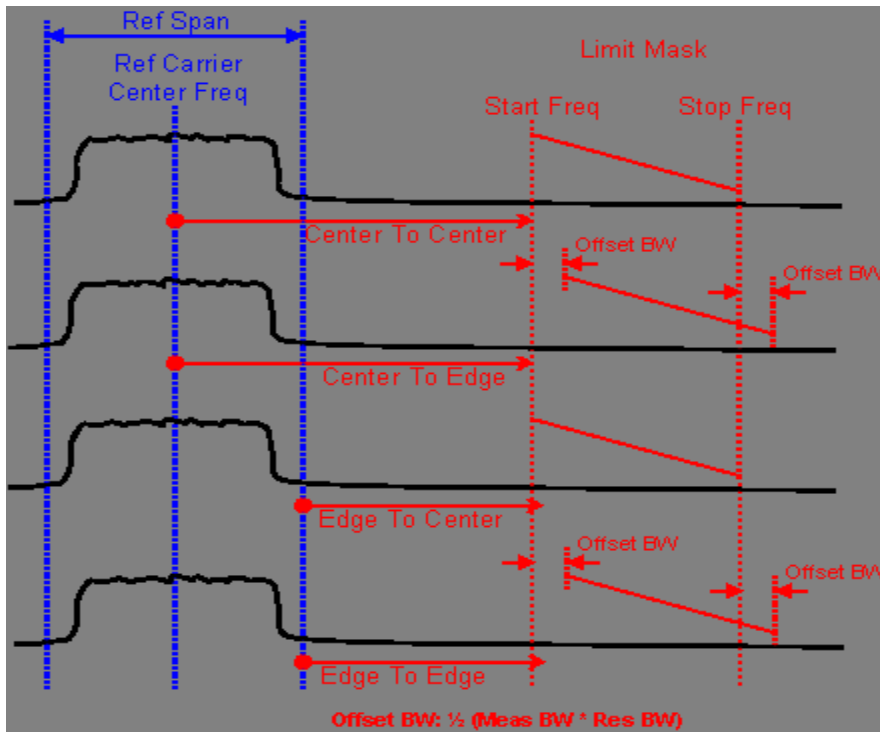 Ref Span
Ref Carrier
Center Freq
Limit Mask
Start Freq
Stop Freq
Center To Center
Offset BW
Offset BW
Center To Edge
Edge To Center
Offset BW
Offset BW
Edge To Edge
Offset BW: ½ (Meas BW * Res BW)